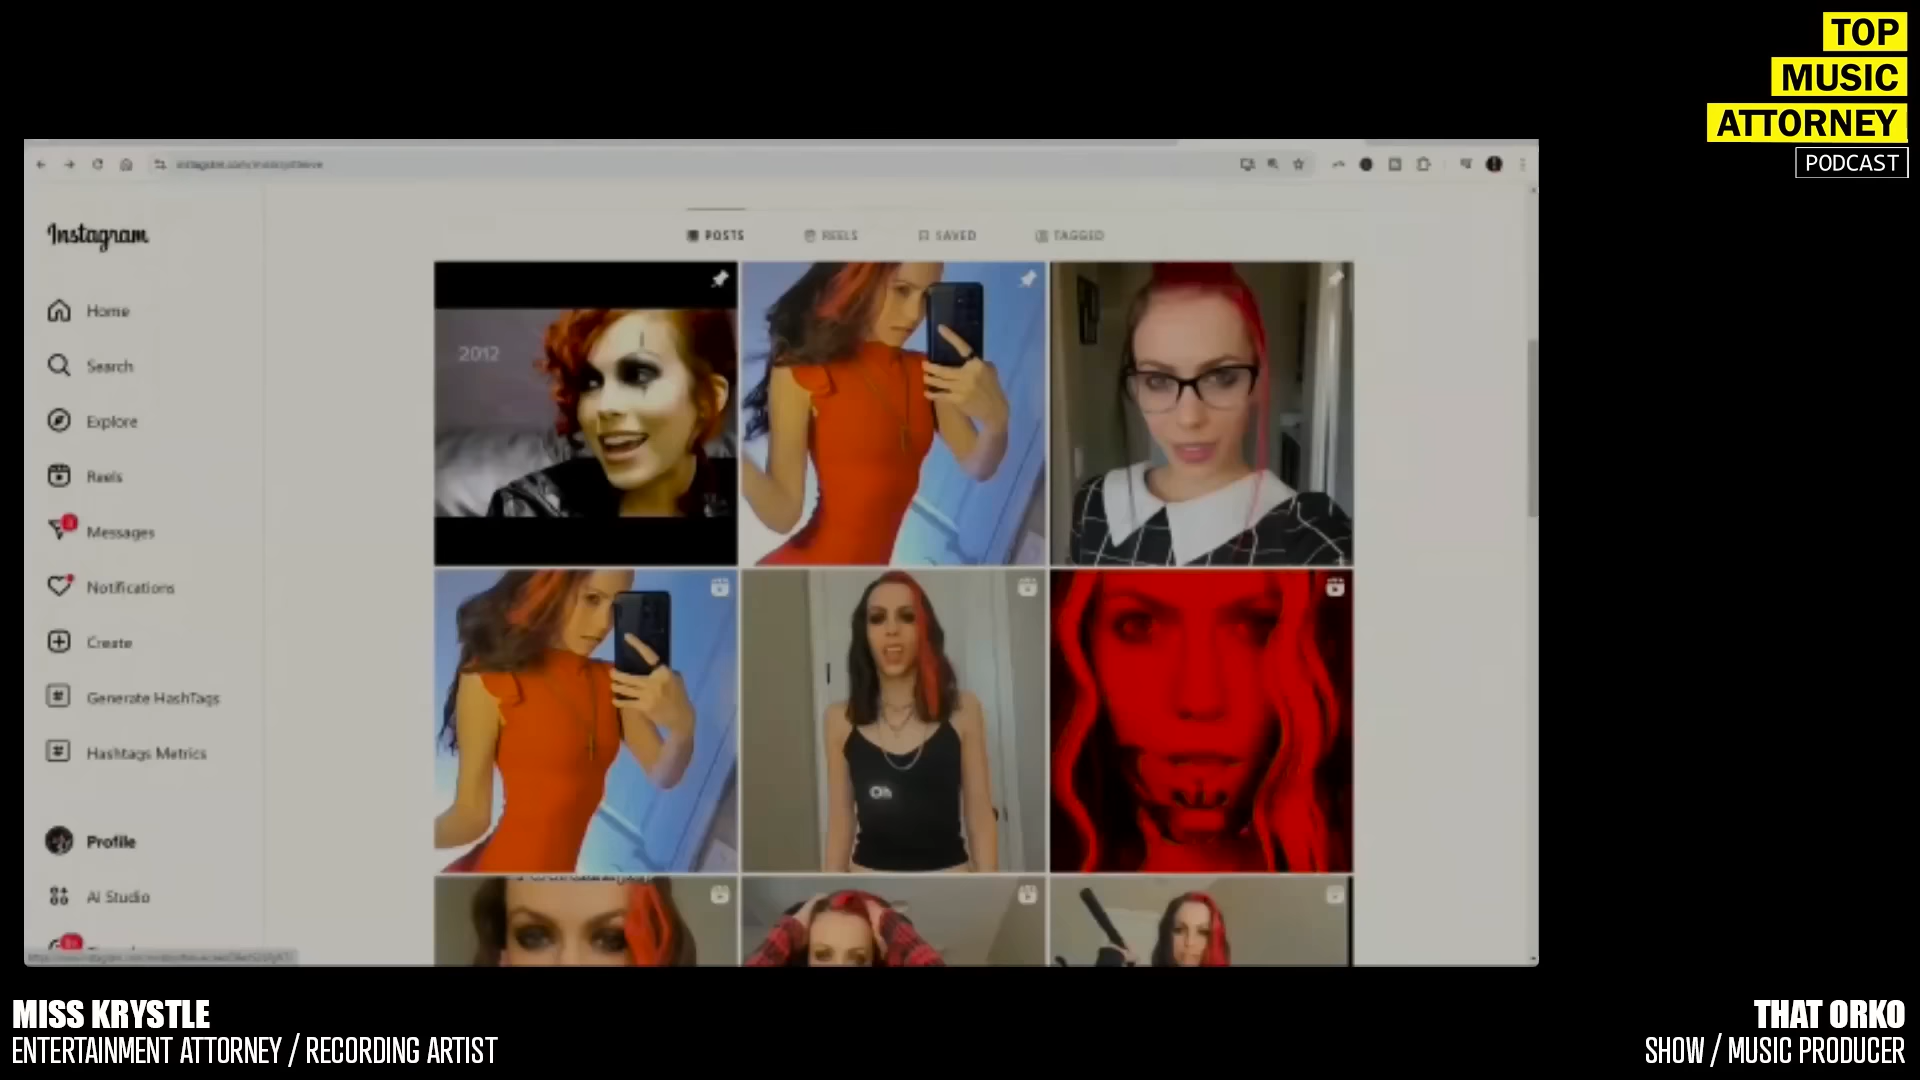 TOP
MUSIC
ATTORNEY
PODCAST
Instagram
POSTS
REELS
SAVED
TAGGED
Home
Search
Explore
Reels
Messages
Notifications
Create
Generate HashTags
Hashtags Metrics
Profile
AI Studio
2012
Oh
MISS KRYSTLE
ENTERTAINMENT ATTORNEY / RECORDING ARTIST
THAT ORKO
SHOW / MUSIC PRODUCER